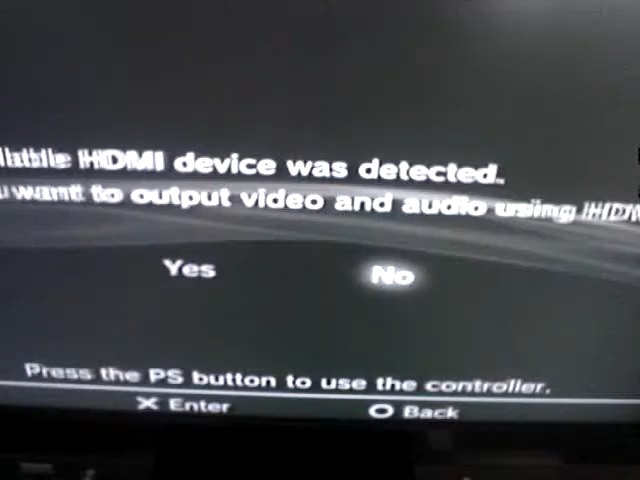 HDMI device was detected.
want to output video and audio using
Yes
No
Press the PS button to use the controller.
X Enter
O Back